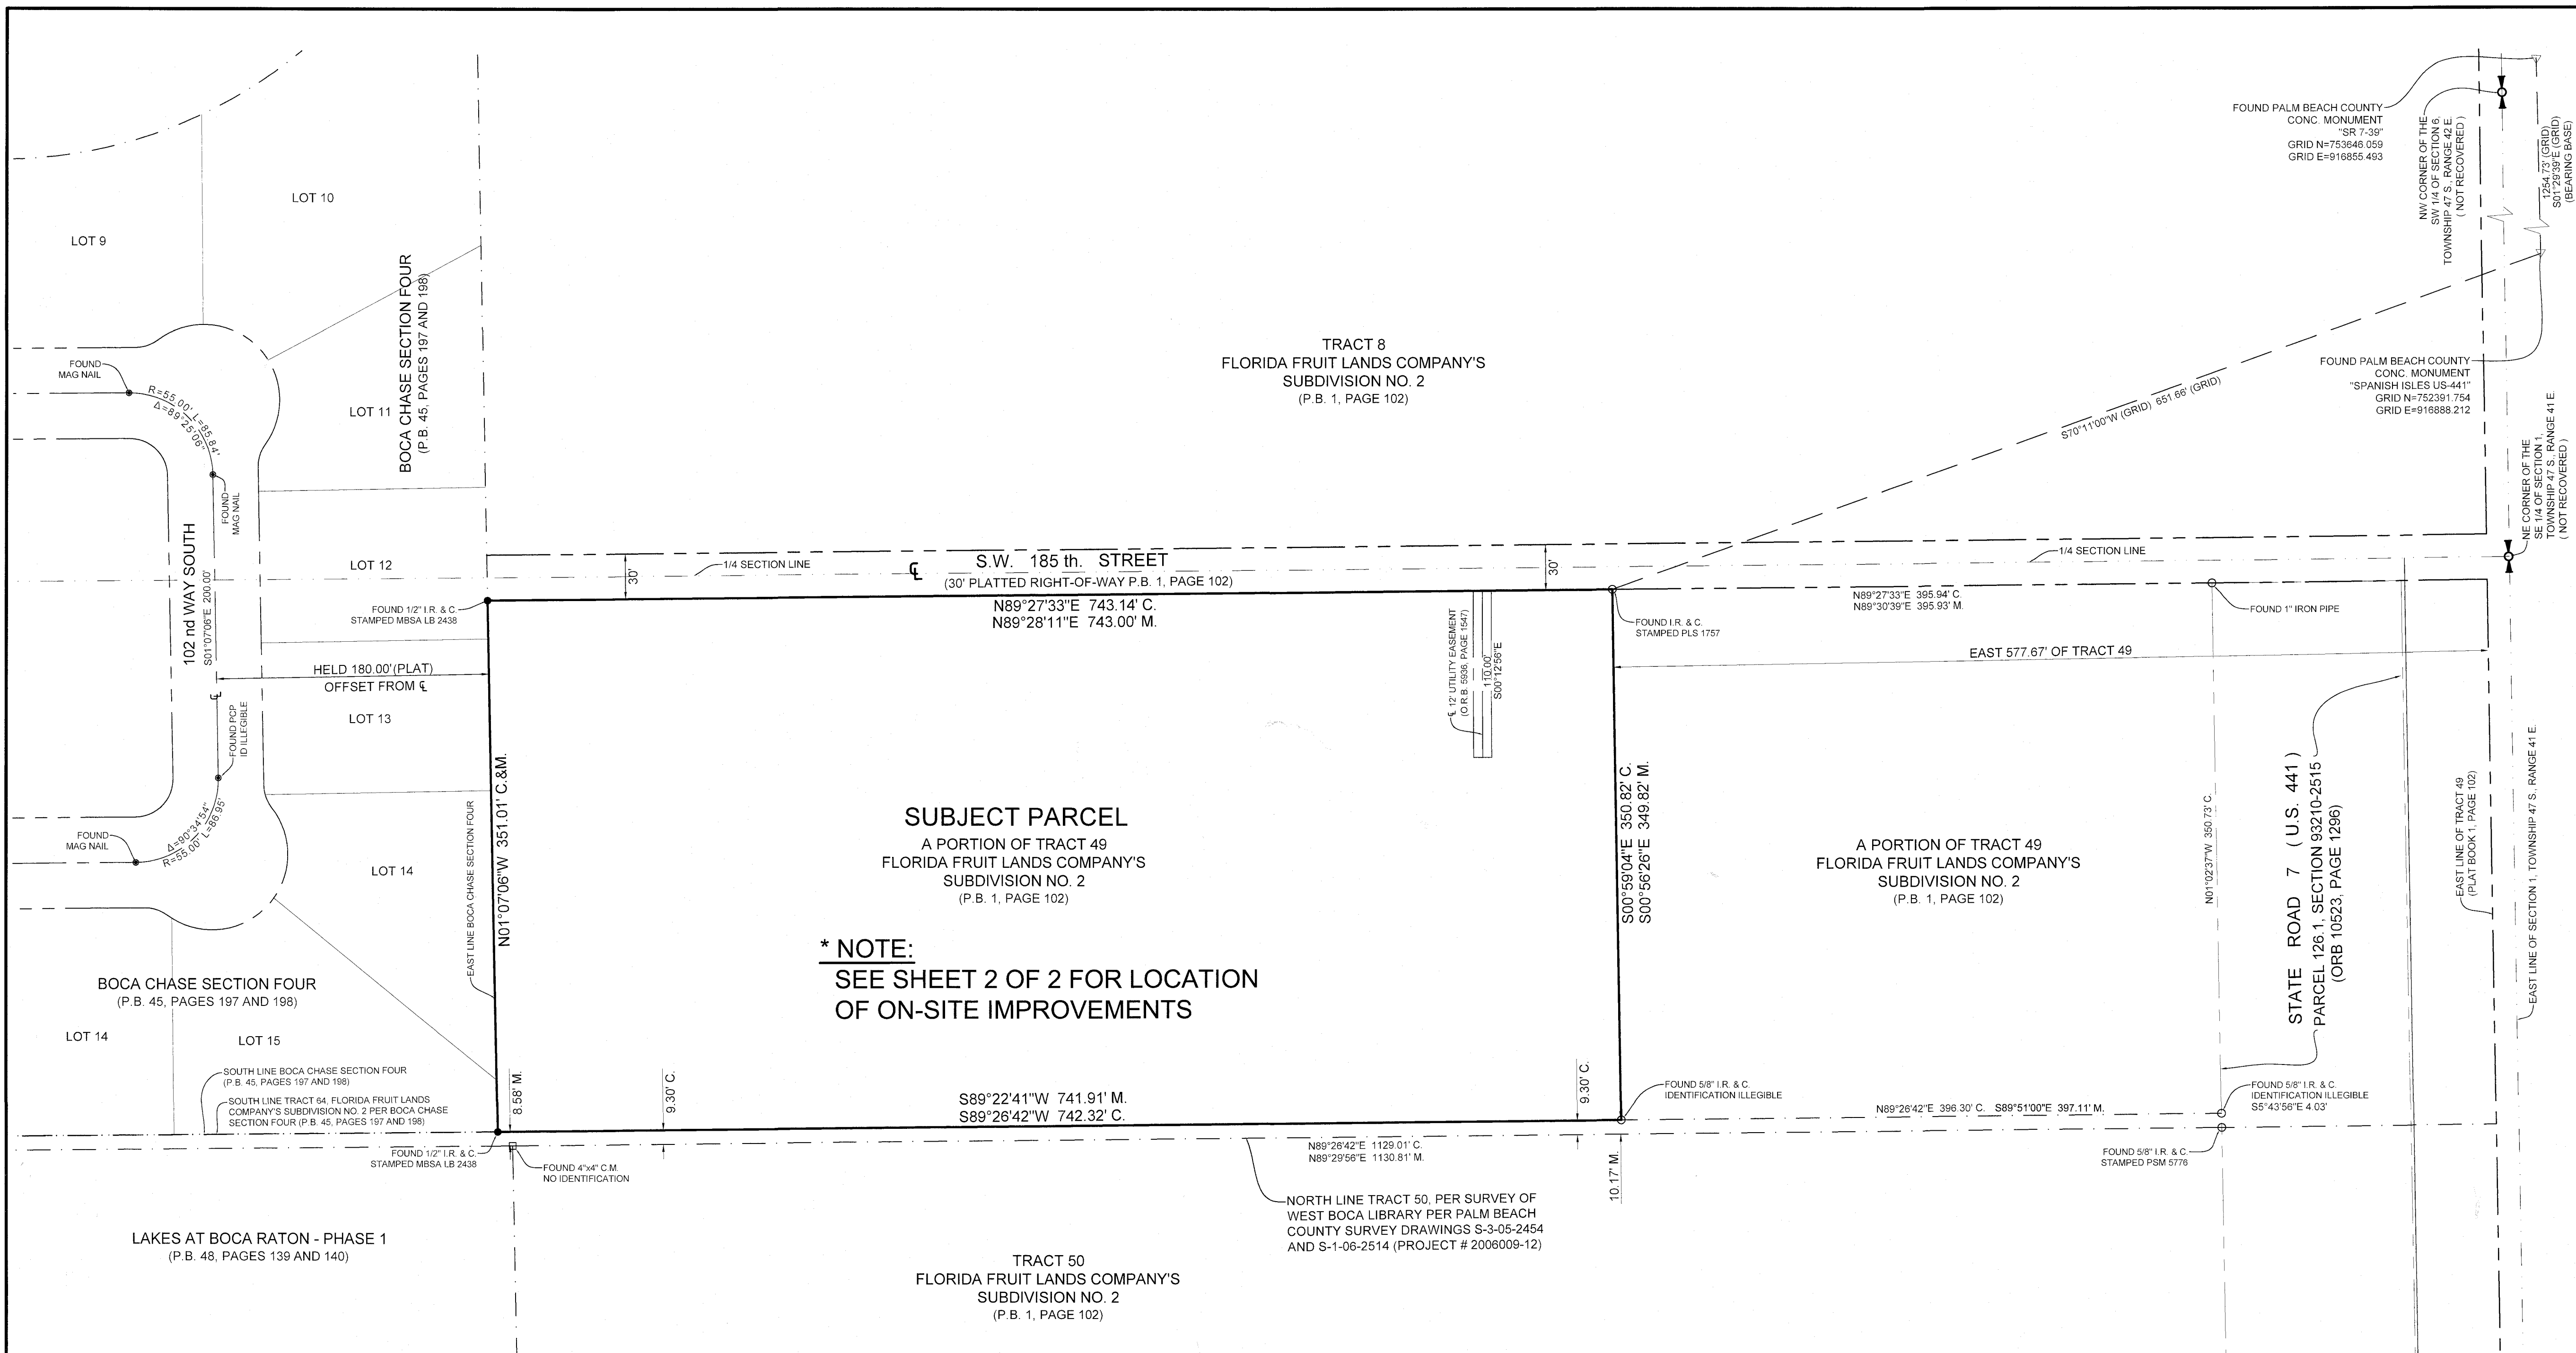 LOT 9
LOT 10
BOCA CHASE SECTION FOUR
(P.B. 45, PAGES 197 AND 198)
FOUND
MAG NAIL
R=55.00' L=85.84'
Δ=89°25'06"
LOT 11
FOUND
MAG NAIL
102 nd WAY SOUTH
S01°07'06"E 200.00'
LOT 12
FOUND 1/2" I.R. & C.
STAMPED MBSA LB 2438
HELD 180.00'(PLAT)
OFFSET FROM ℄
℄
LOT 13
FOUND PCP
ID ILLEGIBLE
FOUND
MAG NAIL
Δ=90°34'54"
R=55.00' L=86.95'
LOT 14
EAST LINE BOCA CHASE SECTION FOUR
N01°07'06"W 351.01' C.&M.
BOCA CHASE SECTION FOUR
(P.B. 45, PAGES 197 AND 198)
LOT 14
LOT 15
SOUTH LINE BOCA CHASE SECTION FOUR
(P.B. 45, PAGES 197 AND 198)
SOUTH LINE TRACT 64, FLORIDA FRUIT LANDS
COMPANY'S SUBDIVISION NO. 2 PER BOCA CHASE
SECTION FOUR (P.B. 45, PAGES 197 AND 198)
FOUND 1/2" I.R. & C.
STAMPED MBSA LB 2438
LAKES AT BOCA RATON - PHASE 1
(P.B. 48, PAGES 139 AND 140)
TRACT 8
FLORIDA FRUIT LANDS COMPANY'S
SUBDIVISION NO. 2
(P.B. 1, PAGE 102)
30'
1/4 SECTION LINE
℄
S.W. 185 th. STREET
(30' PLATTED RIGHT-OF-WAY P.B. 1, PAGE 102)
30'
N89°27'33"E 743.14' C.
N89°28'11"E 743.00' M.
℄ 12' UTILITY EASEMENT
(O.R.B. 5936, PAGE 1547)
110.00'
S00°12'56"E
SUBJECT PARCEL
A PORTION OF TRACT 49
FLORIDA FRUIT LANDS COMPANY'S
SUBDIVISION NO. 2
(P.B. 1, PAGE 102)
* NOTE:
SEE SHEET 2 OF 2 FOR LOCATION
OF ON-SITE IMPROVEMENTS
8.58' M.
9.30' C.
S89°22'41"W 741.91' M.
S89°26'42"W 742.32' C.
9.30' C.
FOUND 4"x4" C.M.
NO IDENTIFICATION
N89°26'42"E 1129.01' C.
N89°29'56"E 1130.81' M.
10.17' M.
NORTH LINE TRACT 50, PER SURVEY OF
WEST BOCA LIBRARY PER PALM BEACH
COUNTY SURVEY DRAWINGS S-3-05-2454
AND S-1-06-2514 (PROJECT # 2006009-12)
TRACT 50
FLORIDA FRUIT LANDS COMPANY'S
SUBDIVISION NO. 2
(P.B. 1, PAGE 102)
FOUND PALM BEACH COUNTY
CONC. MONUMENT
"SR 7-39"
GRID N=753646.059
GRID E=916855.493
NW CORNER OF THE
SW 1/4 OF SECTION 6,
TOWNSHIP 47 S., RANGE 42 E.
( NOT RECOVERED )
1254.73' (GRID)
S01°29'39"E (GRID)
(BEARING BASE)
FOUND PALM BEACH COUNTY
CONC. MONUMENT
"SPANISH ISLES US-441"
GRID N=752391.754
GRID E=916888.212
S70°11'00"W (GRID) 651.66' (GRID)
NE CORNER OF THE
SE 1/4 OF SECTION 1,
TOWNSHIP 47 S., RANGE 41 E.
( NOT RECOVERED )
1/4 SECTION LINE
FOUND I.R. & C.
STAMPED PLS 1757
N89°27'33"E 395.94' C.
N89°30'39"E 395.93' M.
FOUND 1" IRON PIPE
EAST 577.67' OF TRACT 49
S00°59'04"E 350.82' C.
S00°56'26"E 349.82' M.
A PORTION OF TRACT 49
FLORIDA FRUIT LANDS COMPANY'S
SUBDIVISION NO. 2
(P.B. 1, PAGE 102)
N01°02'37"W 350.73' C.
STATE ROAD 7 (U.S. 441)
PARCEL 126.1, SECTION 93210-2515
(ORB 10523, PAGE 1296)
EAST LINE OF TRACT 49
(PLAT BOOK 1, PAGE 102)
EAST LINE OF SECTION 1, TOWNSHIP 47 S., RANGE 41 E.
FOUND 5/8" I.R. & C.
IDENTIFICATION ILLEGIBLE
N89°26'42"E 396.30' C. S89°51'00"E 397.11' M.
FOUND 5/8" I.R. & C.
IDENTIFICATION ILLEGIBLE
S5°43'56"E 4.03'
FOUND 5/8" I.R. & C.
STAMPED PSM 5776